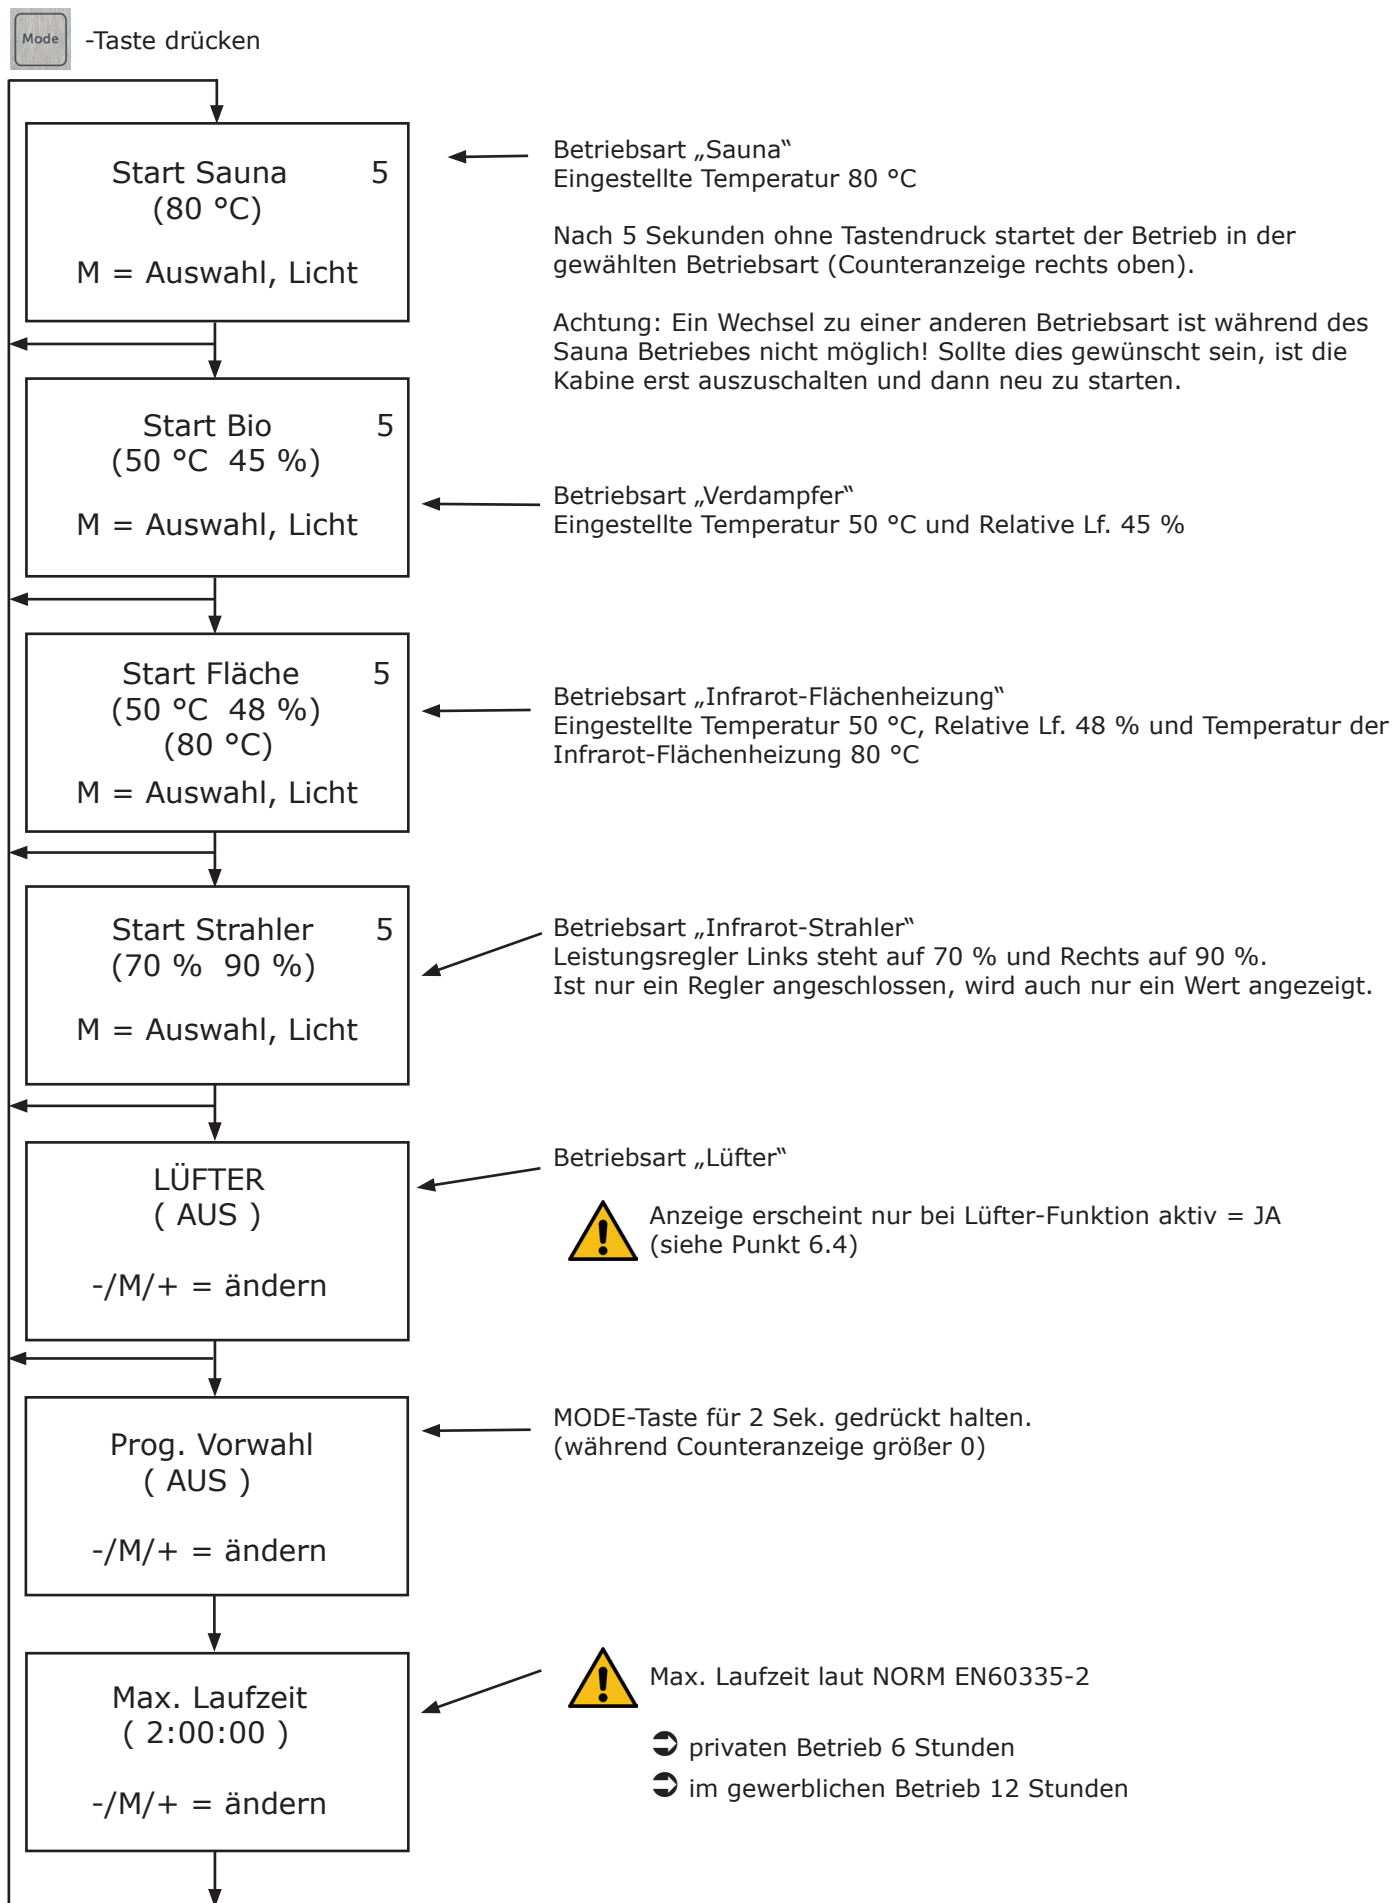 Mode
-Taste drücken
Start Sauna 5
(80 °C)
M = Auswahl, Licht
Betriebsart „Sauna“
Eingestellte Temperatur 80 °C
Nach 5 Sekunden ohne Tastendruck startet der Betrieb in der
gewählten Betriebsart (Counteranzeige rechts oben).
Achtung: Ein Wechsel zu einer anderen Betriebsart ist während des
Sauna Betriebes nicht möglich! Sollte dies gewünscht sein, ist die
Kabine erst auszuschalten und dann neu zu starten.
Start Bio 5
(50 °C 45 %)
M = Auswahl, Licht
Betriebsart „Verdampfer“
Eingestellte Temperatur 50 °C und Relative Lf. 45 %
Start Fläche 5
(50 °C 48 %)
(80 °C)
M = Auswahl, Licht
Betriebsart „Infrarot-Flächenheizung“
Eingestellte Temperatur 50 °C, Relative Lf. 48 % und Temperatur der
Infrarot-Flächenheizung 80 °C
Start Strahler 5
(70 % 90 %)
M = Auswahl, Licht
Betriebsart „Infrarot-Strahler“
Leistungsregler Links steht auf 70 % und Rechts auf 90 %.
Ist nur ein Regler angeschlossen, wird auch nur ein Wert angezeigt.
LÜFTER
( AUS )
-/M/+ = ändern
Betriebsart „Lüfter“
Anzeige erscheint nur bei Lüfter-Funktion aktiv = JA
(siehe Punkt 6.4)
Prog. Vorwahl
( AUS )
-/M/+ = ändern
MODE-Taste für 2 Sek. gedrückt halten.
(während Counteranzeige größer 0)
Max. Laufzeit
( 2:00:00 )
-/M/+ = ändern
Max. Laufzeit laut NORM EN60335-2
➲ privaten Betrieb 6 Stunden
➲ im gewerblichen Betrieb 12 Stunden